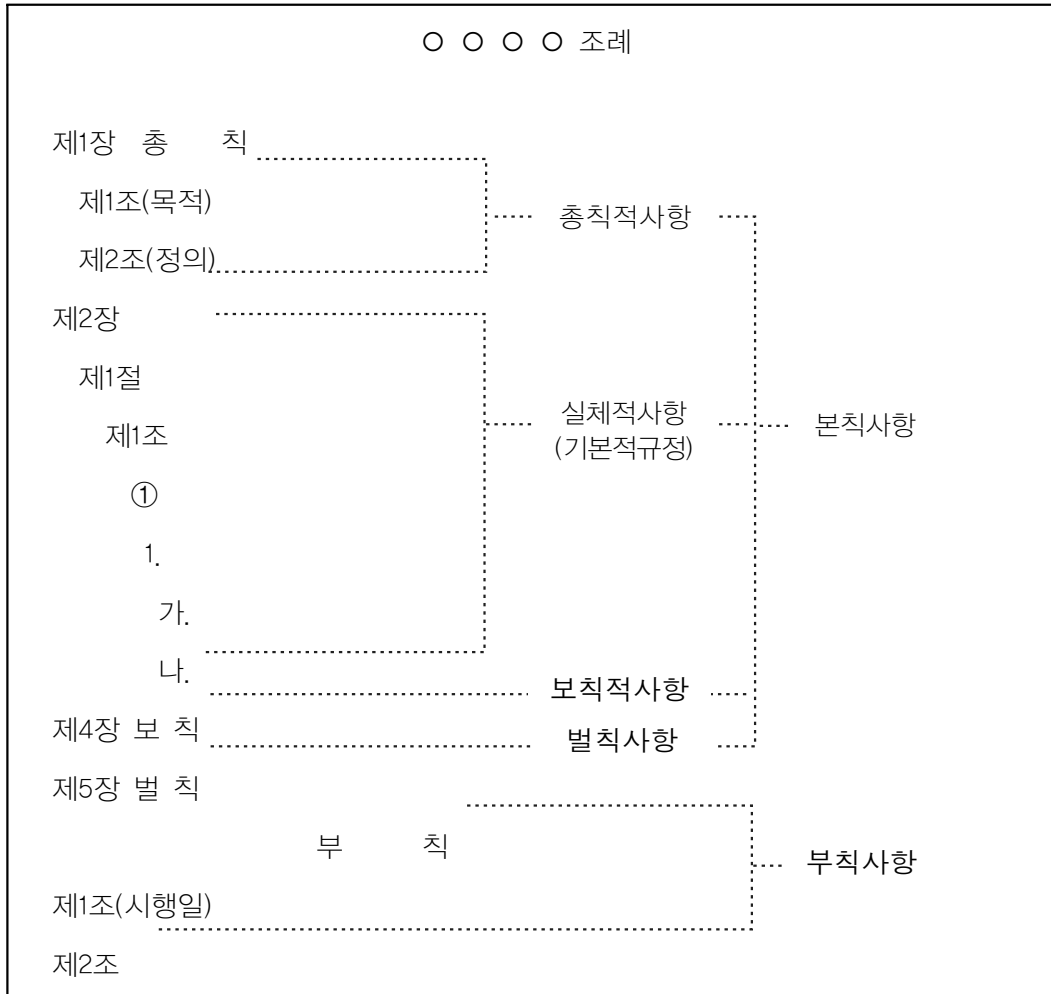 ○ ○ ○ ○ 조례
제1장 총 칙
제1조(목적)
총칙적사항
제2조(정의)
제2장
제1절
실체적사항
(기본적규정)
본칙사항
제1조
①
1.
가.
나.
보칙적사항
제4장 보 칙
벌칙사항
제5장 벌 칙
부 칙
부칙사항
제1조(시행일)
제2조